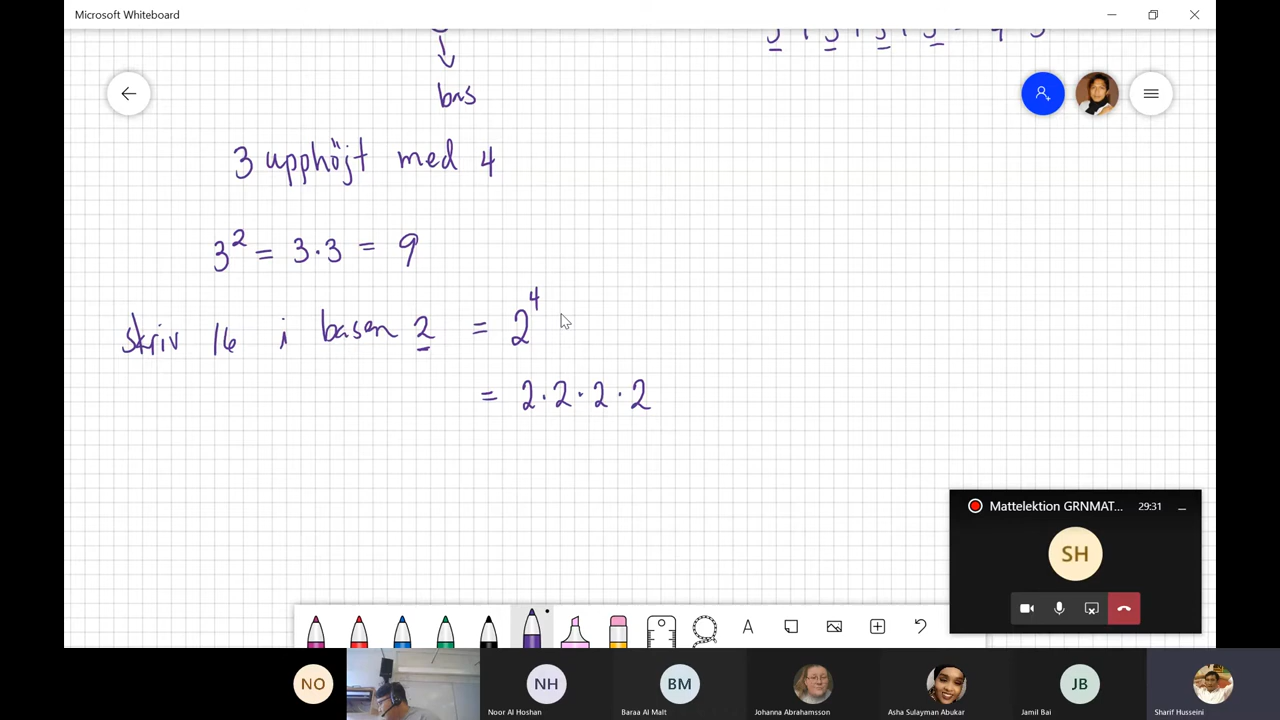 Microsoft Whiteboard
bas
3 upphöjt med 4
3² = 3·3 = 9
skriv 16 i basen 2 = 2⁴
= 2·2·2·2
Mattelektion GRNMAT... 29:31
SH
A
NO
NH
BM
JB
Noor Al Hoshan
Baraa Al Malt
Johanna Abrahamsson
Asha Sulayman Abukar
Jamil Bai
Sharif Husseini